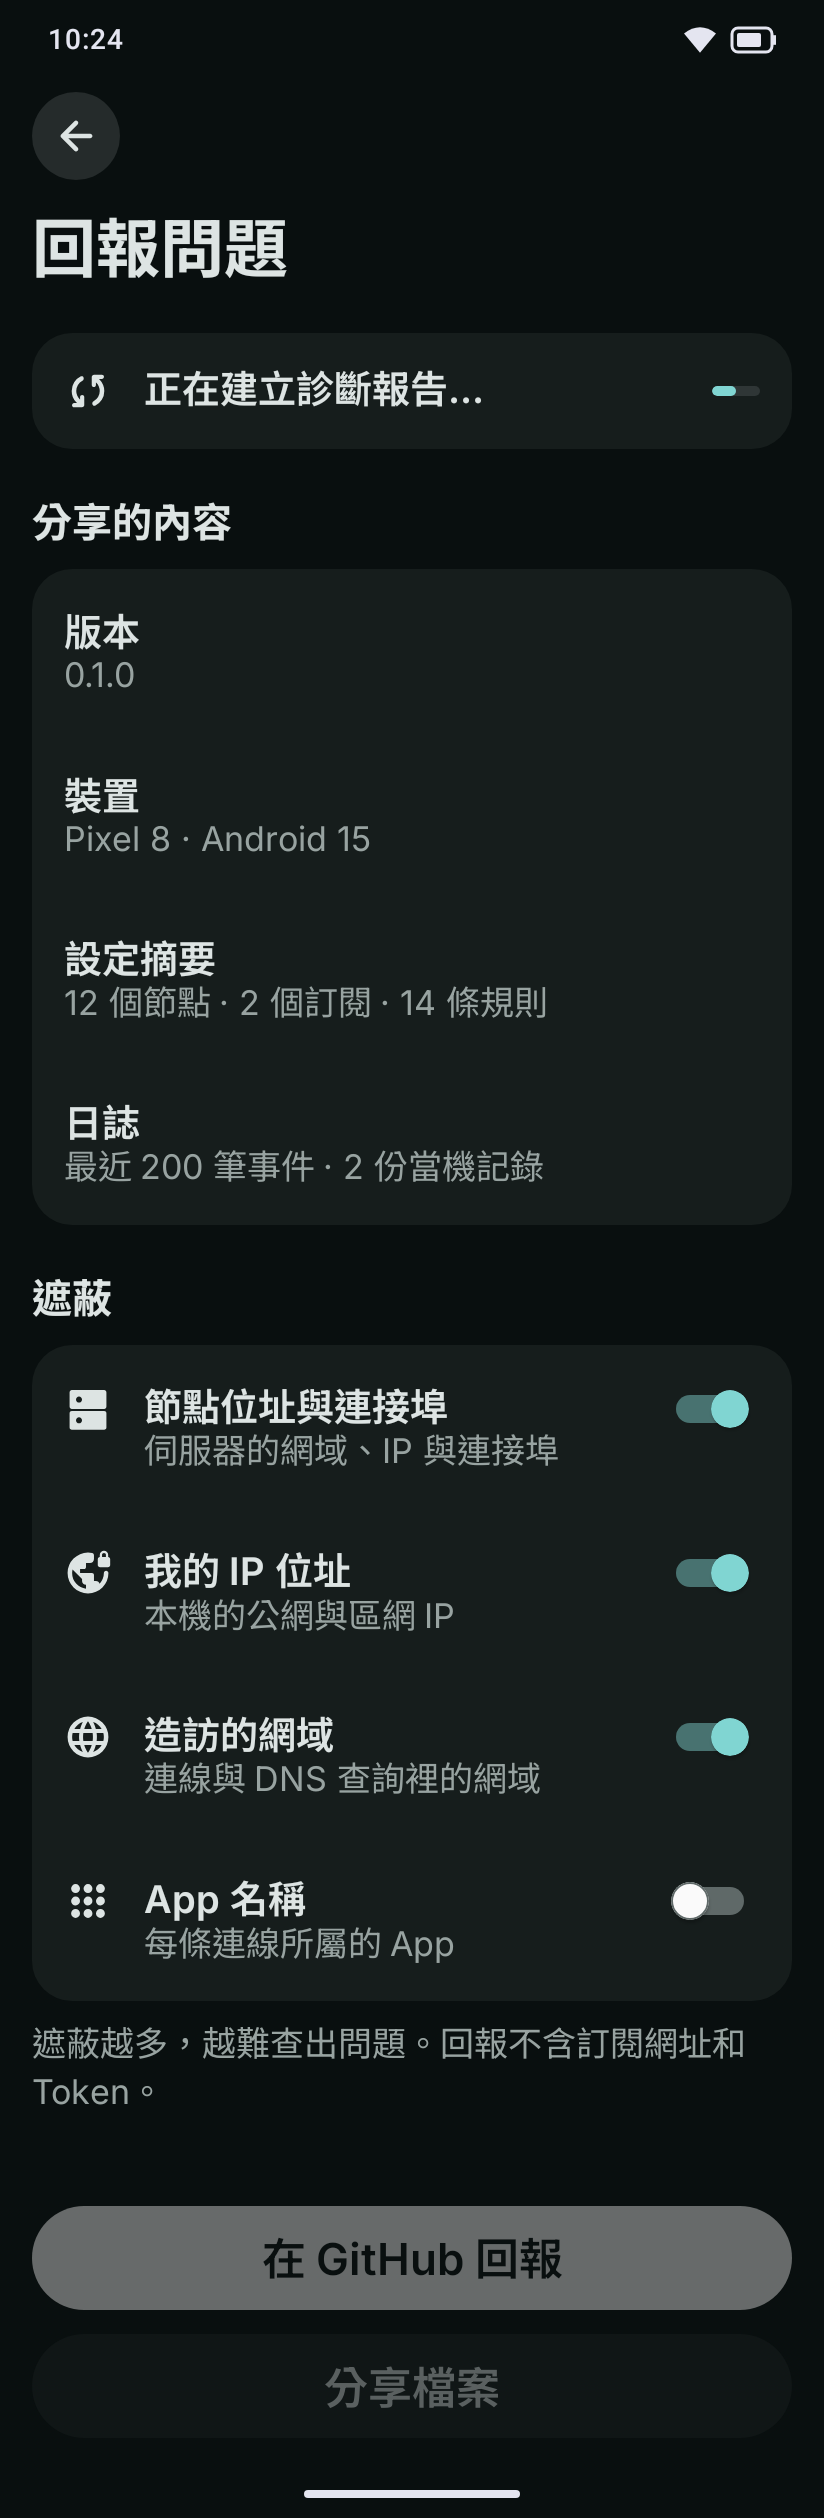 10:24
回報問題
正在建立診斷報告...
分享的內容
版本
0.1.0
裝置
Pixel 8 · Android 15
設定摘要
12 個節點 · 2 個訂閱 · 14 條規則
日誌
最近 200 筆事件 · 2 份當機記錄
遮蔽
節點位址與連接埠
伺服器的網域、IP 與連接埠
我的 IP 位址
本機的公網與區網 IP
造訪的網域
連線與 DNS 查詢裡的網域
App 名稱
每條連線所屬的 App
遮蔽越多，越難查出問題。回報不含訂閱網址和
Token。
在 GitHub 回報
分享檔案